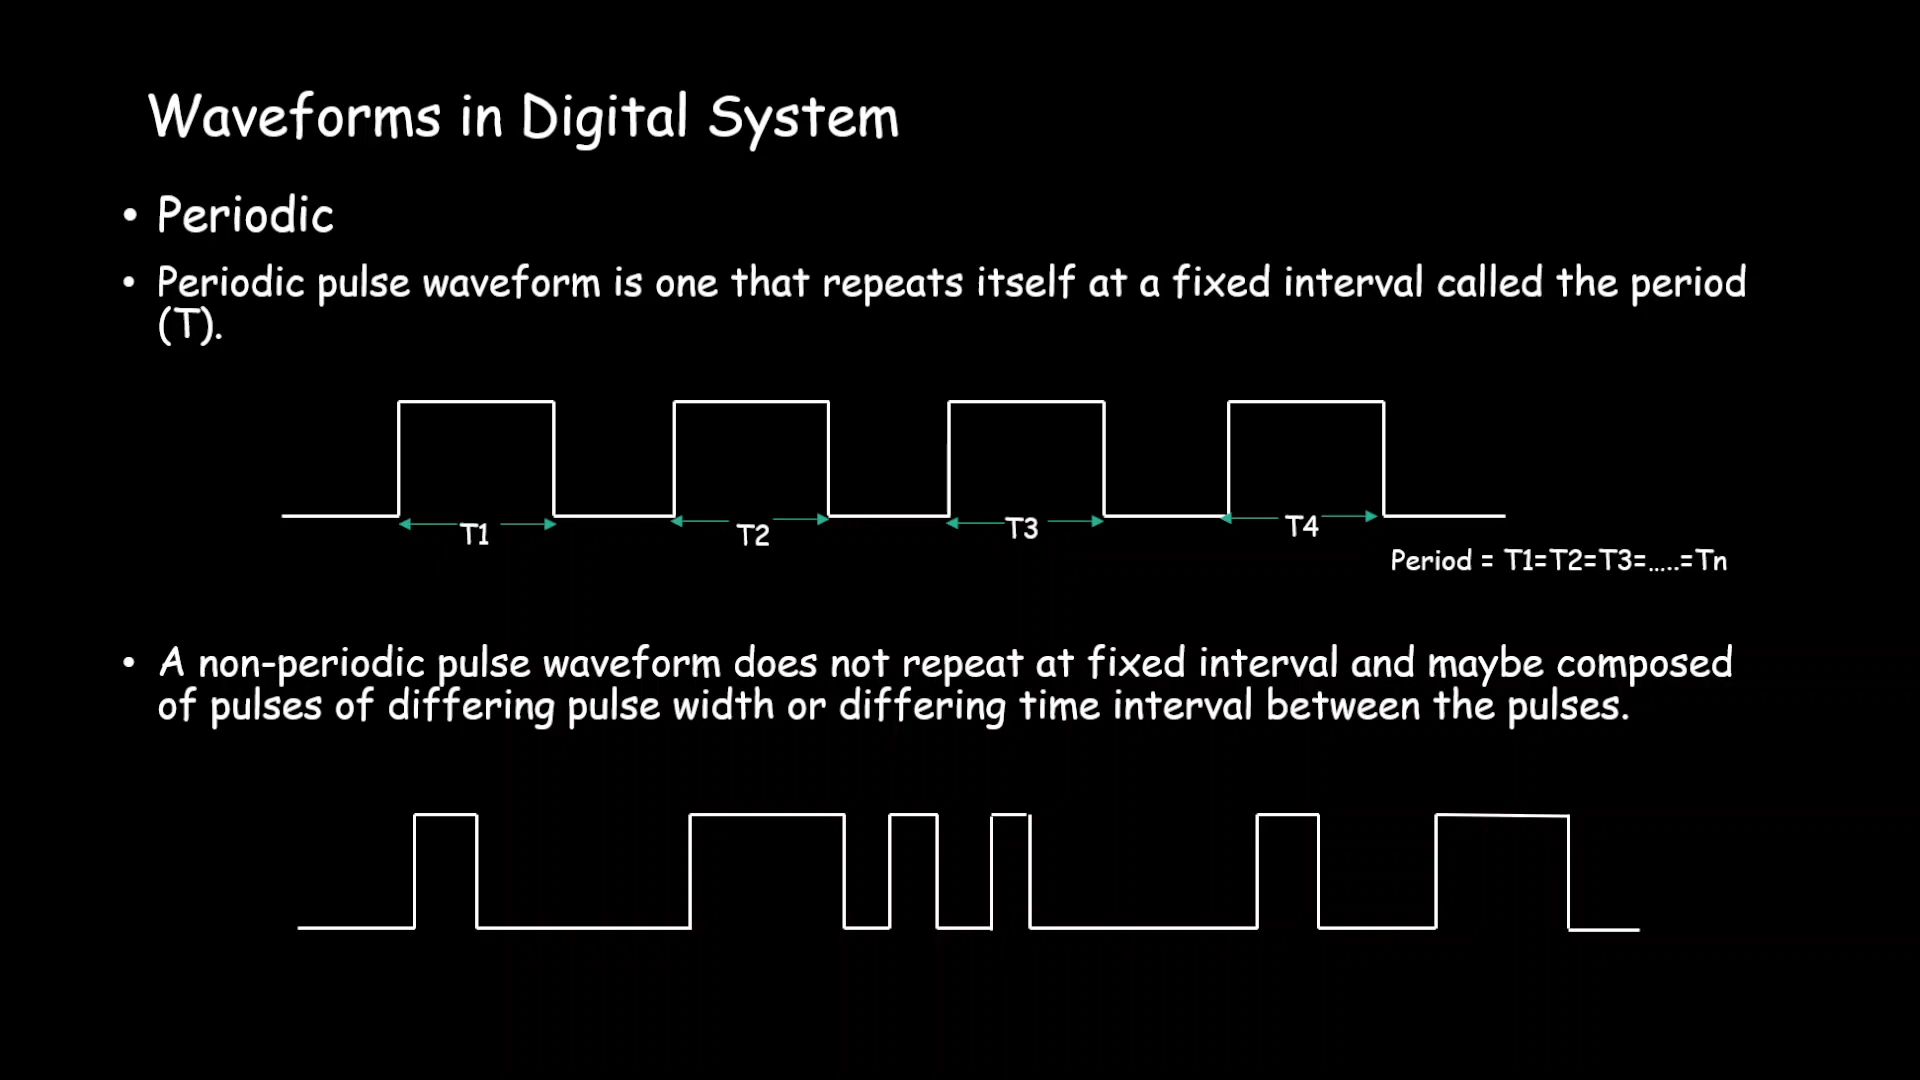 Waveforms in Digital System
• Periodic
• Periodic pulse waveform is one that repeats itself at a fixed interval called the period
(T).
T1 T2 T3 T4
Period = T1=T2=T3=.....=Tn
• A non-periodic pulse waveform does not repeat at fixed interval and maybe composed
of pulses of differing pulse width or differing time interval between the pulses.